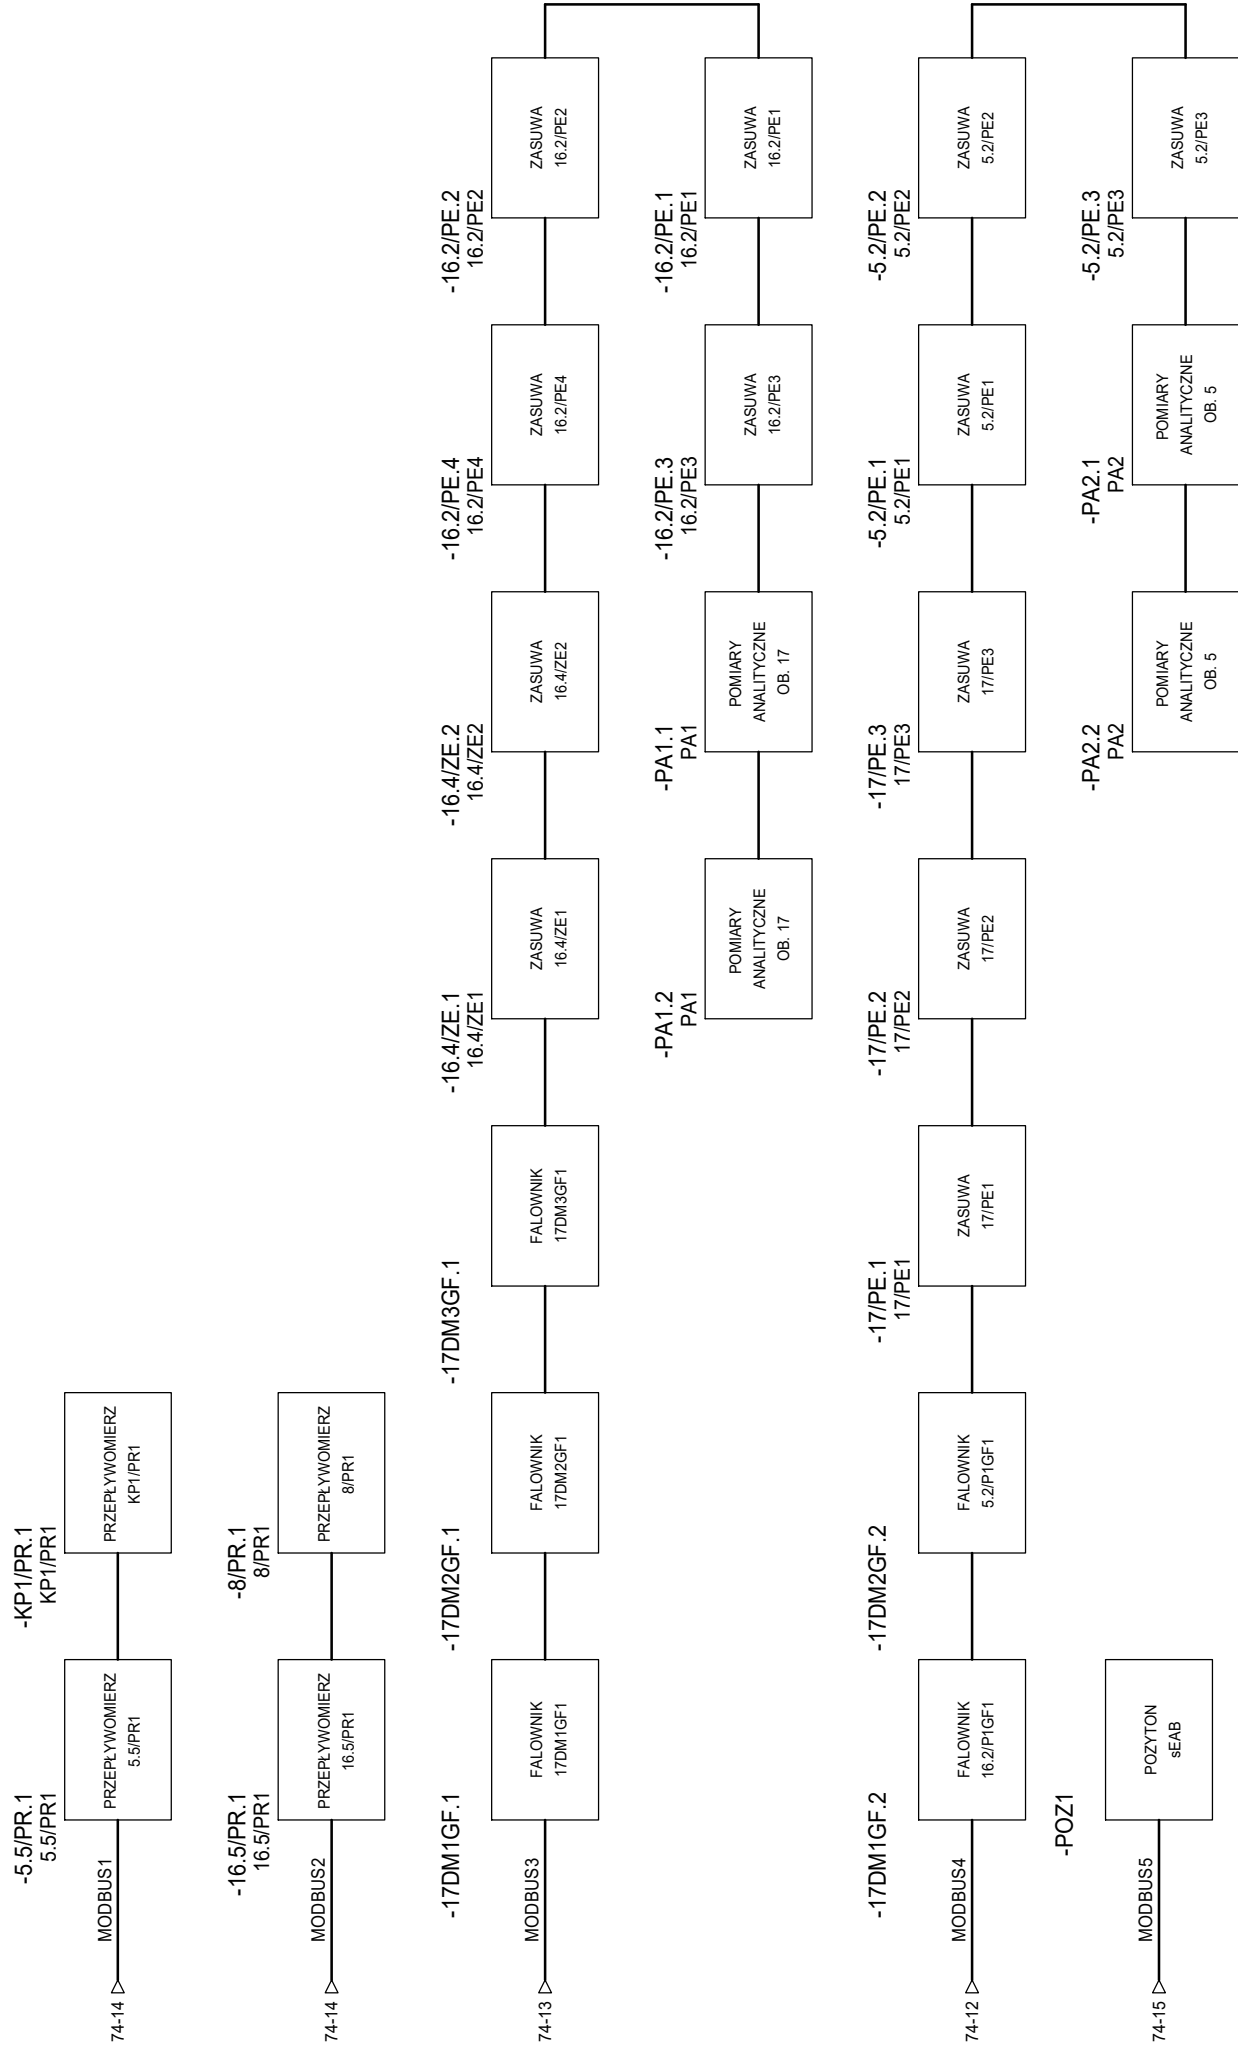 74-14
MODBUS1
-5.5/PR.1
5.5/PR1
PRZEPŁYWOMIERZ
5.5/PR1
-KP1/PR.1
KP1/PR1
PRZEPŁYWOMIERZ
KP1/PR1
74-14
MODBUS2
-16.5/PR.1
16.5/PR1
PRZEPŁYWOMIERZ
16.5/PR1
-8/PR.1
8/PR1
PRZEPŁYWOMIERZ
8/PR1
74-13
MODBUS3
-17DM1GF.1
FALOWNIK
17DM1GF1
-17DM2GF.1
FALOWNIK
17DM2GF1
-17DM3GF.1
FALOWNIK
17DM3GF1
-16.4/ZE.1
16.4/ZE1
ZASUWA
16.4/ZE1
-16.4/ZE.2
16.4/ZE2
ZASUWA
16.4/ZE2
-16.2/PE.4
16.2/PE4
ZASUWA
16.2/PE4
-16.2/PE.2
16.2/PE2
ZASUWA
16.2/PE2
-PA1.2
PA1
POMIARY
ANALITYCZNE
OB. 17
-PA1.1
PA1
POMIARY
ANALITYCZNE
OB. 17
-16.2/PE.3
16.2/PE3
ZASUWA
16.2/PE3
-16.2/PE.1
16.2/PE1
ZASUWA
16.2/PE1
74-12
MODBUS4
-17DM1GF.2
FALOWNIK
16.2/P1GF1
-17DM2GF.2
FALOWNIK
5.2/P1GF1
-17/PE.1
17/PE1
ZASUWA
17/PE1
-17/PE.2
17/PE2
ZASUWA
17/PE2
-17/PE.3
17/PE3
ZASUWA
17/PE3
-5.2/PE.1
5.2/PE1
ZASUWA
5.2/PE1
-5.2/PE.2
5.2/PE2
ZASUWA
5.2/PE2
74-15
MODBUS5
-POZ1
POZYTON
sEAB
-PA2.2
PA2
POMIARY
ANALITYCZNE
OB. 5
-PA2.1
PA2
POMIARY
ANALITYCZNE
OB. 5
-5.2/PE.3
5.2/PE3
ZASUWA
5.2/PE3